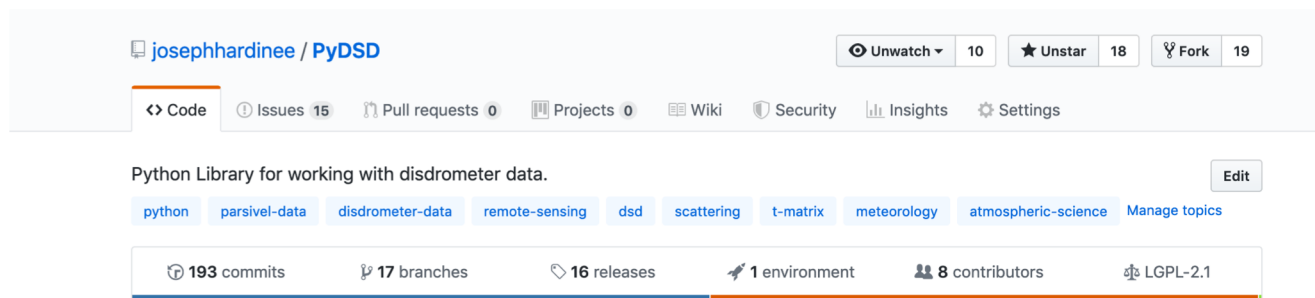 josephhardinee / PyDSD Unwatch 10 Unstar 18 Fork 19
Code Issues 15 Pull requests 0 Projects 0 Wiki Security Insights Settings
Python Library for working with disdrometer data. Edit
python parsivel-data disdrometer-data remote-sensing dsd scattering t-matrix meteorology atmospheric-science Manage topics
193 commits 17 branches 16 releases 1 environment 8 contributors LGPL-2.1